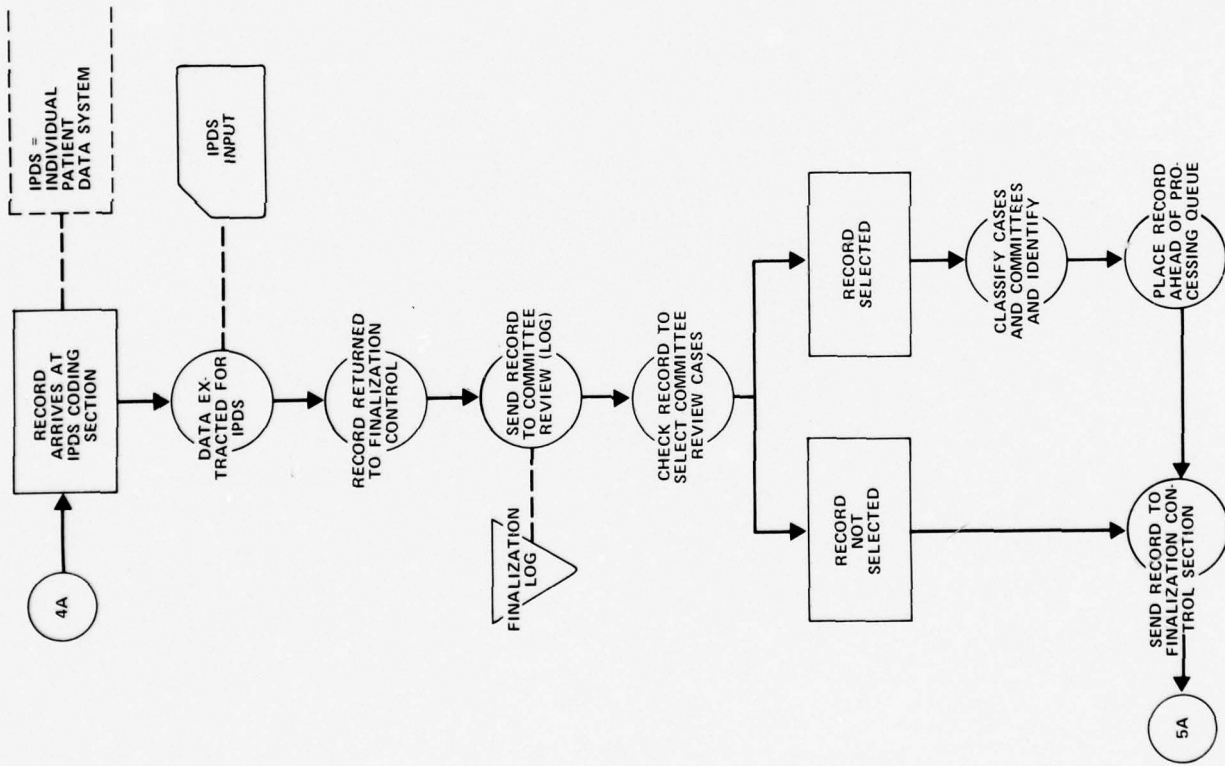 4A
RECORD
ARRIVES AT
IPDS CODING
SECTION
IPDS =
INDIVIDUAL
PATIENT
DATA SYSTEM
DATA EX-
TRACTED FOR
IPDS
IPDS
INPUT
RECORD RETURNED
TO FINALIZATION
CONTROL
SEND RECORD
TO COMMITTEE
REVIEW (LOG)
FINALIZATION
LOG
CHECK RECORD TO
SELECT COMMITTEE
REVIEW CASES
RECORD
NOT
SELECTED
RECORD
SELECTED
CLASSIFY CASES
AND COMMITTEES
AND IDENTIFY
PLACE RECORD
AHEAD OF PRO-
CESSING QUEUE
SEND RECORD TO
FINALIZATION CON-
TROL SECTION
5A